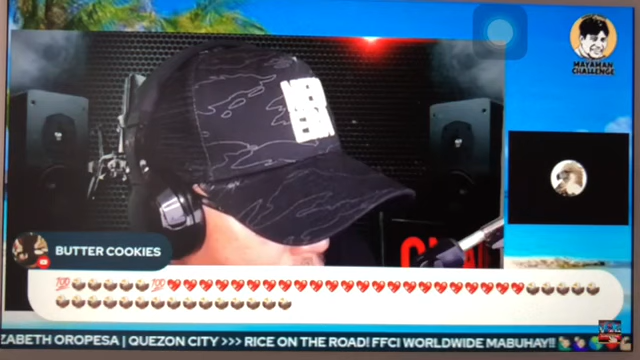 MAYAMAN
CHALLENGE
BUTTER COOKIES
ZABETH OROPESA | QUEZON CITY >>> RICE ON THE ROAD! FFCI WORLDWIDE MABUHAY!!